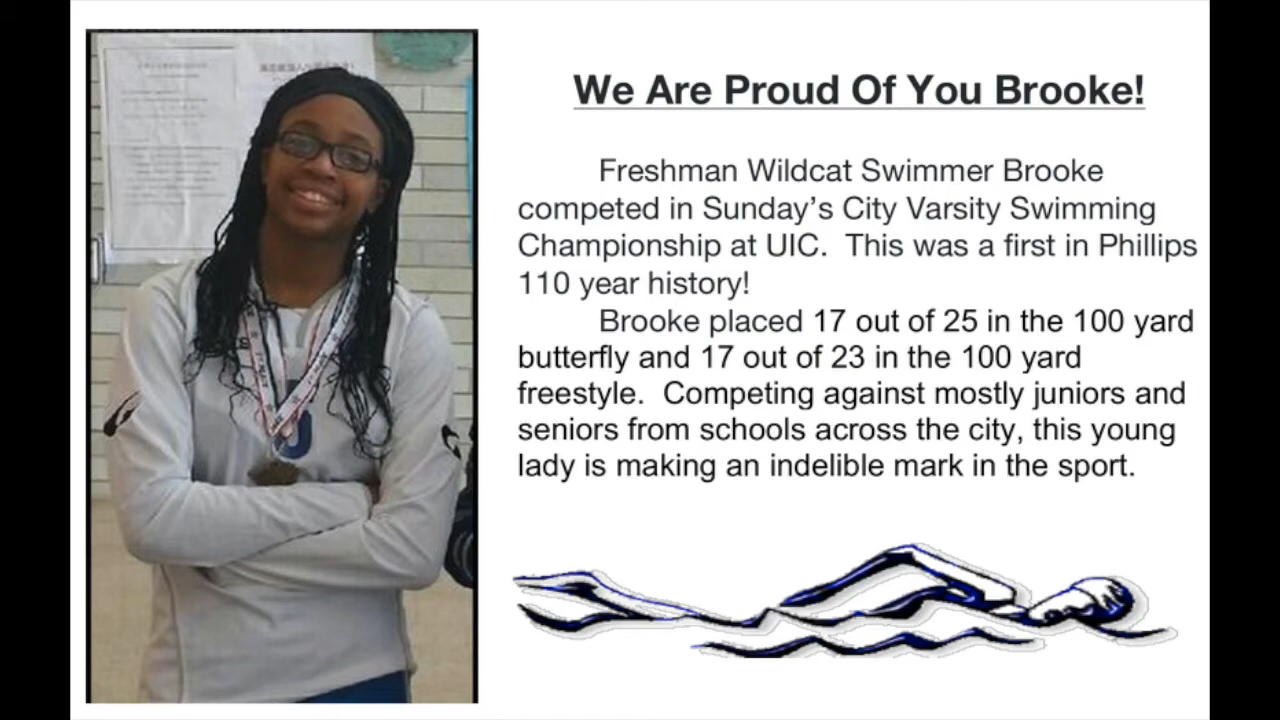 We Are Proud Of You Brooke!
Freshman Wildcat Swimmer Brooke
competed in Sunday's City Varsity Swimming
Championship at UIC.  This was a first in Phillips
110 year history!
Brooke placed 17 out of 25 in the 100 yard
butterfly and 17 out of 23 in the 100 yard
freestyle.  Competing against mostly juniors and
seniors from schools across the city, this young
lady is making an indelible mark in the sport.